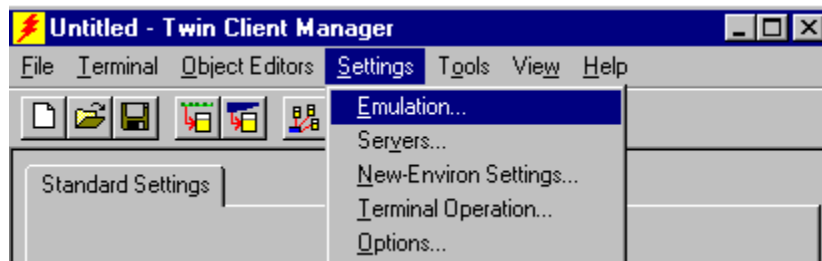 Untitled - Twin Client Manager
File Terminal Object Editors Settings Tools View Help
Emulation...
Servers...
Standard Settings
New-Environ Settings...
Terminal Operation...
Options...